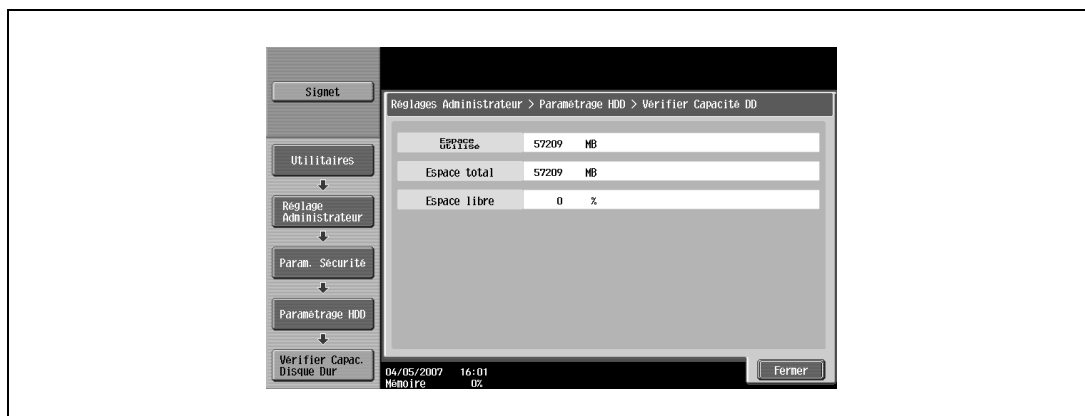 Signet
Réglages Administrateur > Paramétrage HDD > Vérifier Capacité DD
Espace utilisé 57209 MB
Espace total 57209 MB
Espace libre 0 %
Utilitaires
Réglage
Administrateur
Param. Sécurité
Paramétrage HDD
Vérifier Capac.
Disque Dur
04/05/2007 16:01
Mémoire 0%
Fermer